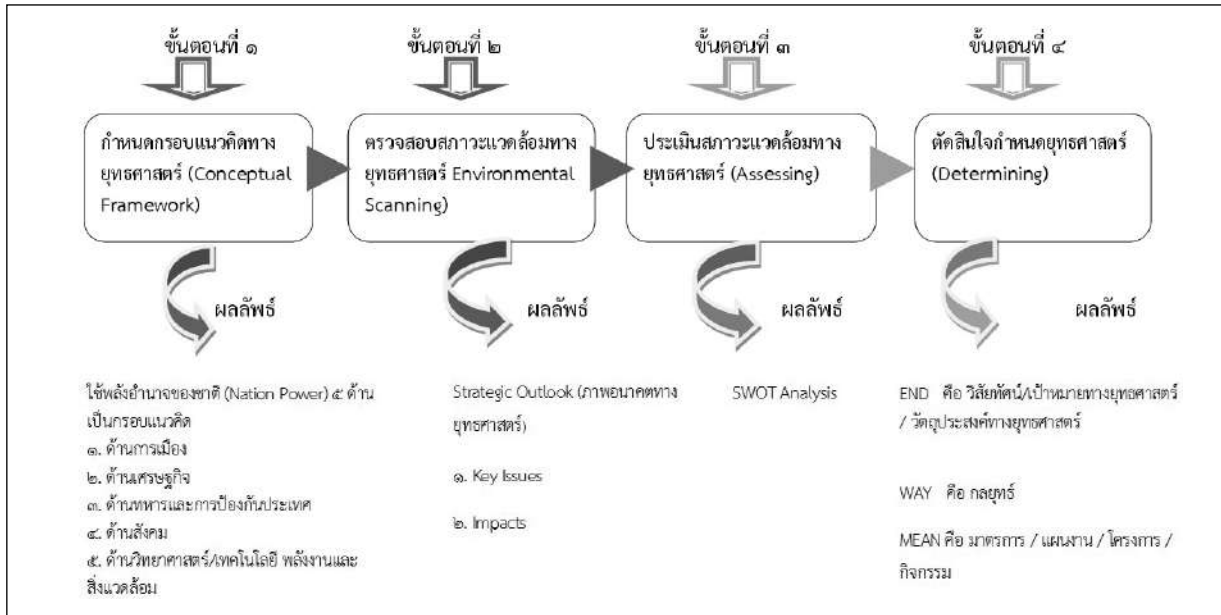 ขั้นตอนที่ ๑
ขั้นตอนที่ ๒
ขั้นตอนที่ ๓
ขั้นตอนที่ ๔
กำหนดกรอบแนวคิดทาง
ยุทธศาสตร์ (Conceptual
Framework)
ตรวจสอบสภาวะแวดล้อมทาง
ยุทธศาสตร์ Environmental
Scanning)
ประเมินสภาวะแวดล้อมทาง
ยุทธศาสตร์ (Assessing)
ตัดสินใจกำหนดยุทธศาสตร์
(Determining)
ผลลัพธ์
ผลลัพธ์
ผลลัพธ์
ผลลัพธ์
ใช้พลังอำนาจของชาติ (Nation Power) ๕ ด้าน
เป็นกรอบแนวคิด
๑. ด้านการเมือง
๒. ด้านเศรษฐกิจ
๓. ด้านทหารและการป้องกันประเทศ
๔. ด้านสังคม
๕. ด้านวิทยาศาสตร์/เทคโนโลยี พลังงานและ
สิ่งแวดล้อม
Strategic Outlook (ภาพอนาคตทาง
ยุทธศาสตร์)
๑. Key Issues
๒. Impacts
SWOT Analysis
END คือ วิสัยทัศน์/เป้าหมายทางยุทธศาสตร์
/ วัตถุประสงค์ทางยุทธศาสตร์
WAY คือ กลยุทธ์
MEAN คือ มาตรการ / แผนงาน / โครงการ /
กิจกรรม